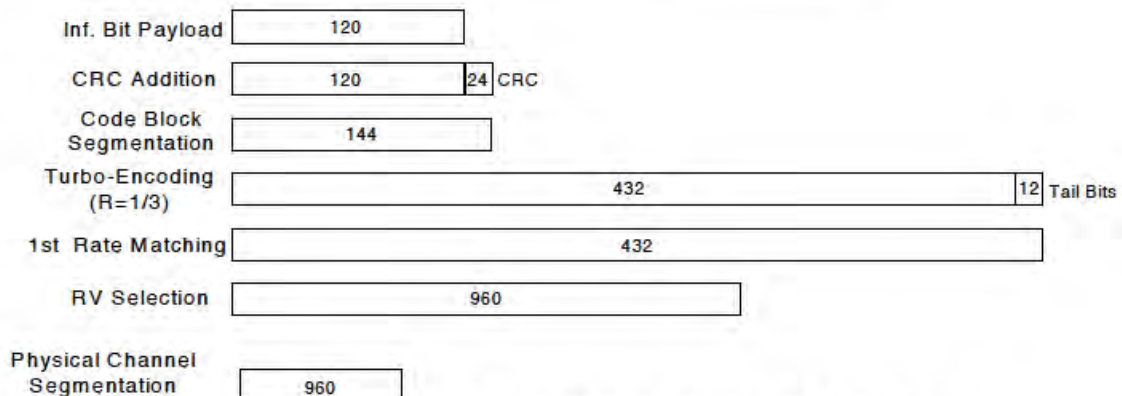 Inf. Bit Payload 120
CRC Addition 120 24 CRC
Code Block
Segmentation 144
Turbo-Encoding
(R=1/3) 432 12 Tail Bits
1st Rate Matching 432
RV Selection 960
Physical Channel
Segmentation 960